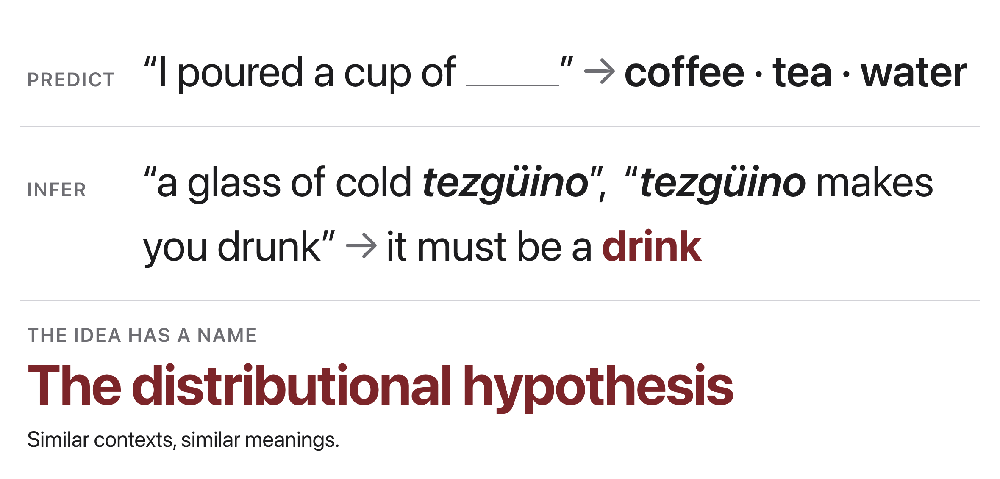 PREDICT “I poured a cup of ______” → coffee · tea · water
INFER “a glass of cold tezgüino”, “tezgüino makes
you drunk” → it must be a drink
THE IDEA HAS A NAME
The distributional hypothesis
Similar contexts, similar meanings.